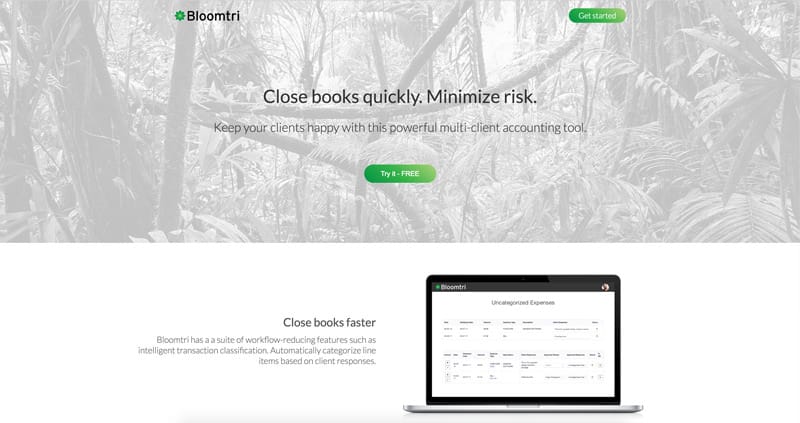 Bloomtri
Get started
Close books quickly. Minimize risk.
Keep your clients happy with this powerful multi-client accounting tool.
Try it - FREE
Close books faster
Bloomtri has a a suite of workflow-reducing features such as
intelligent transaction classification. Automatically categorize line
items based on client responses.
Bloomtri
Uncategorized Expenses